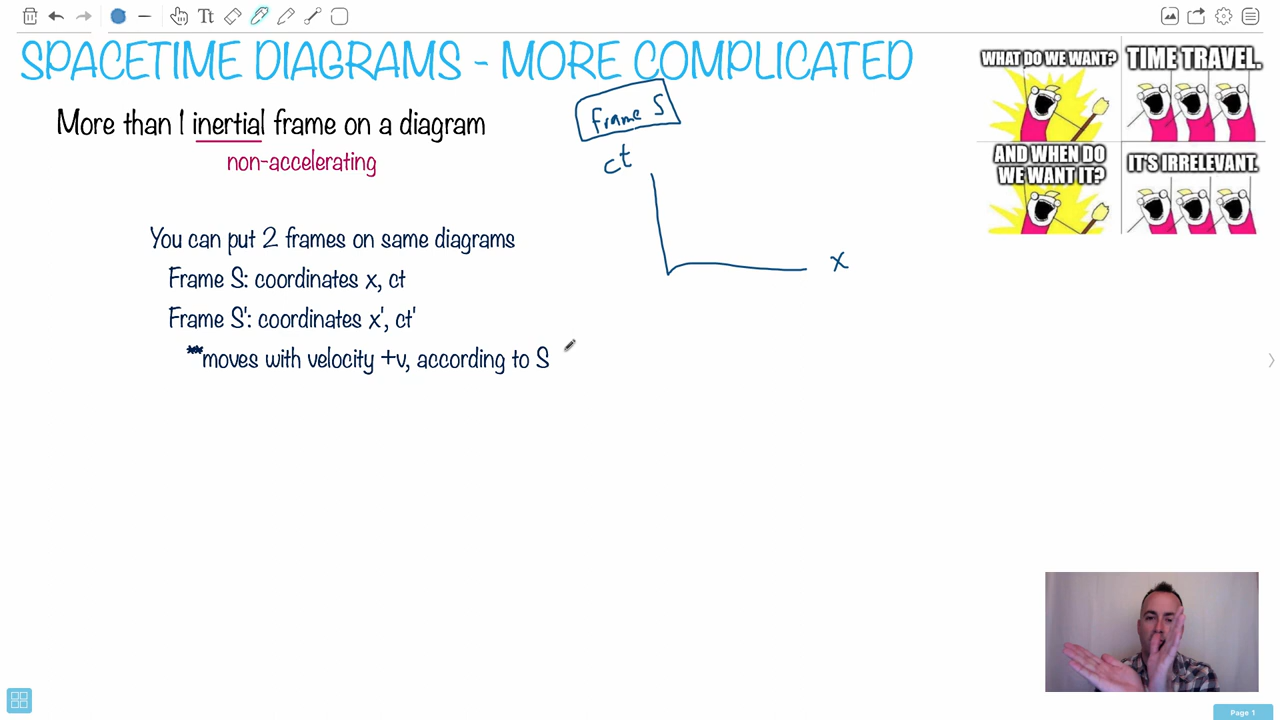 Tt
SPACETIME DIAGRAMS - MORE COMPLICATED
More than 1 inertial frame on a diagram
non-accelerating
You can put 2 frames on same diagrams
Frame S: coordinates x, ct
Frame S': coordinates x', ct'
***moves with velocity +v, according to S
Frame S
ct
x
WHAT DO WE WANT?
TIME TRAVEL.
AND WHEN DO
WE WANT IT?
IT'S IRRELEVANT.
Page 1